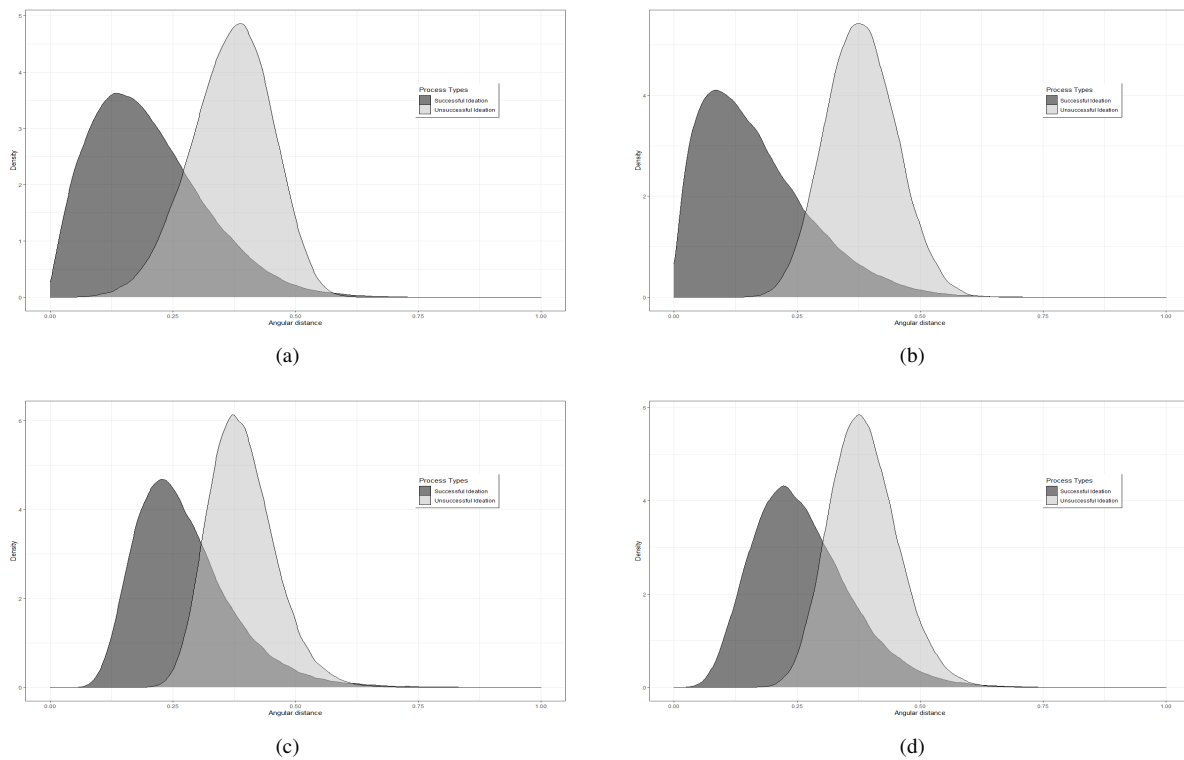 5
4
3
2
1
0
Density
0.00 0.25 0.50 0.75 1.00
Angular distance
Process Types
Successful Ideation
Unsuccessful Ideation
(a)
4
2
0
Density
0.00 0.25 0.50 0.75 1.00
Angular distance
Process Types
Successful Ideation
Unsuccessful Ideation
(b)
6
4
2
0
Density
0.00 0.25 0.50 0.75 1.00
Angular distance
Process Types
Successful Ideation
Unsuccessful Ideation
(c)
6
4
2
0
Density
0.00 0.25 0.50 0.75 1.00
Angular distance
Process Types
Successful Ideation
Unsuccessful Ideation
(d)